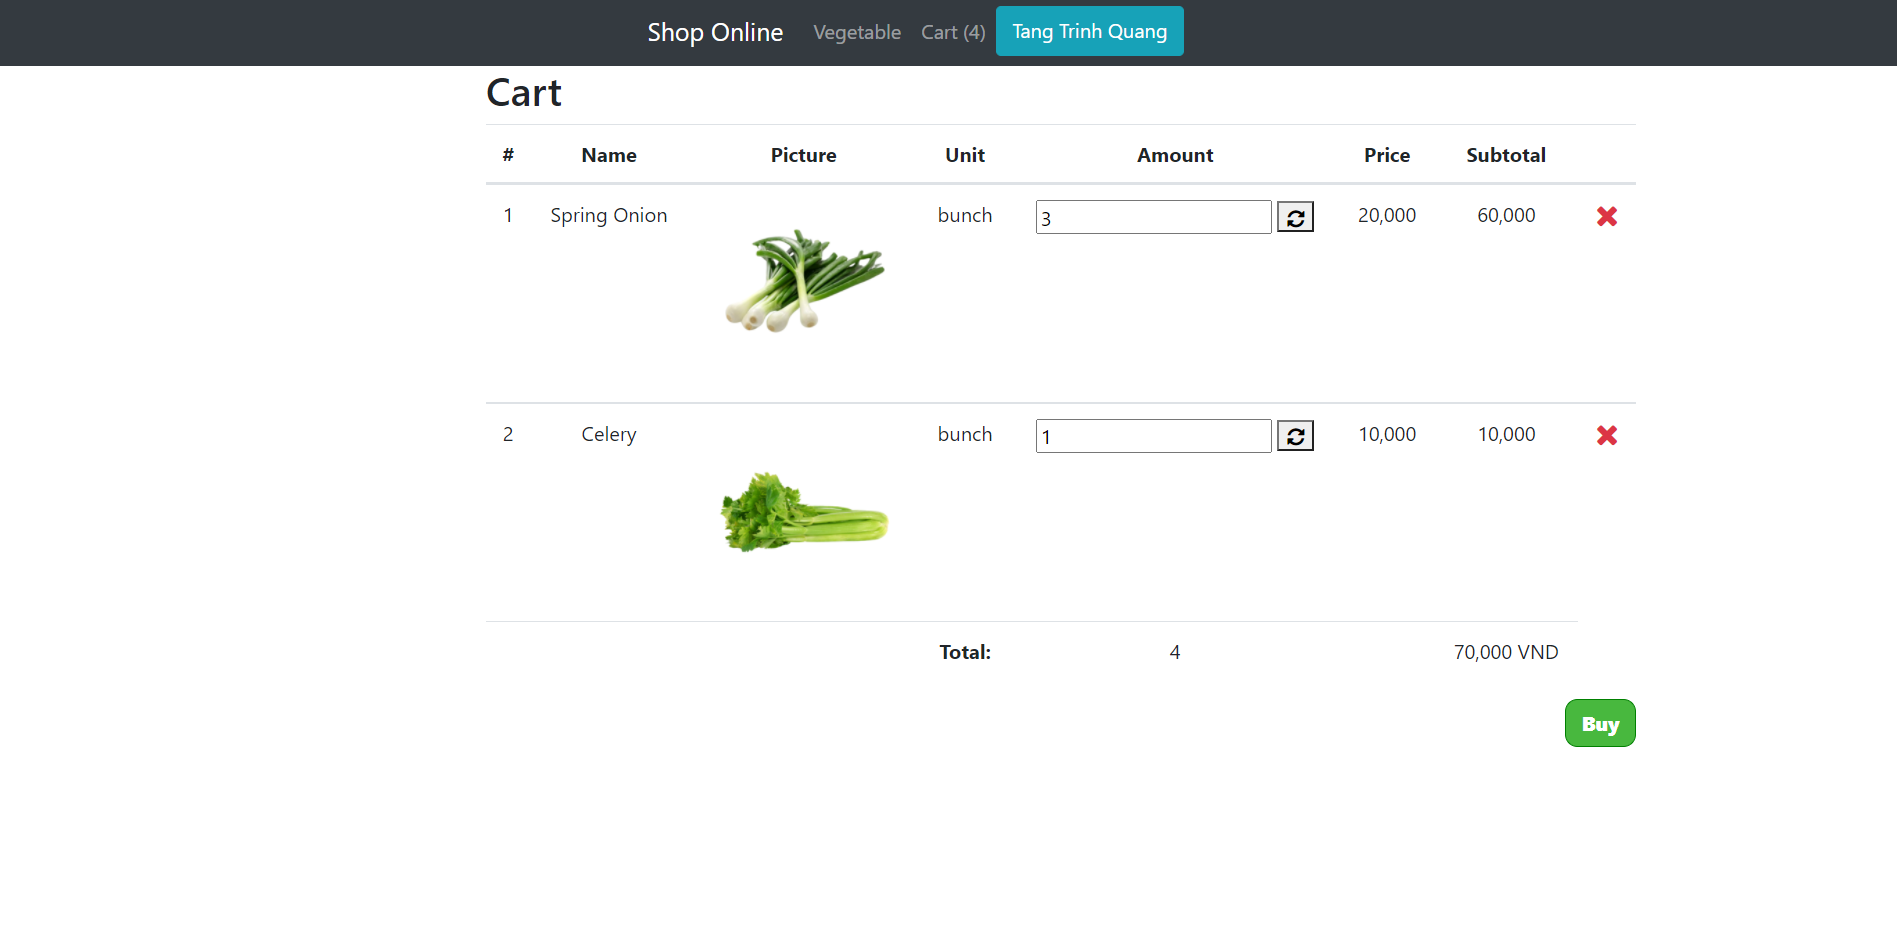 Shop Online Vegetable Cart (4) Tang Trinh Quang
Cart
# Name Picture Unit Amount Price Subtotal
1 Spring Onion bunch 3 20,000 60,000
2 Celery bunch 1 10,000 10,000
Total: 4 70,000 VND
Buy